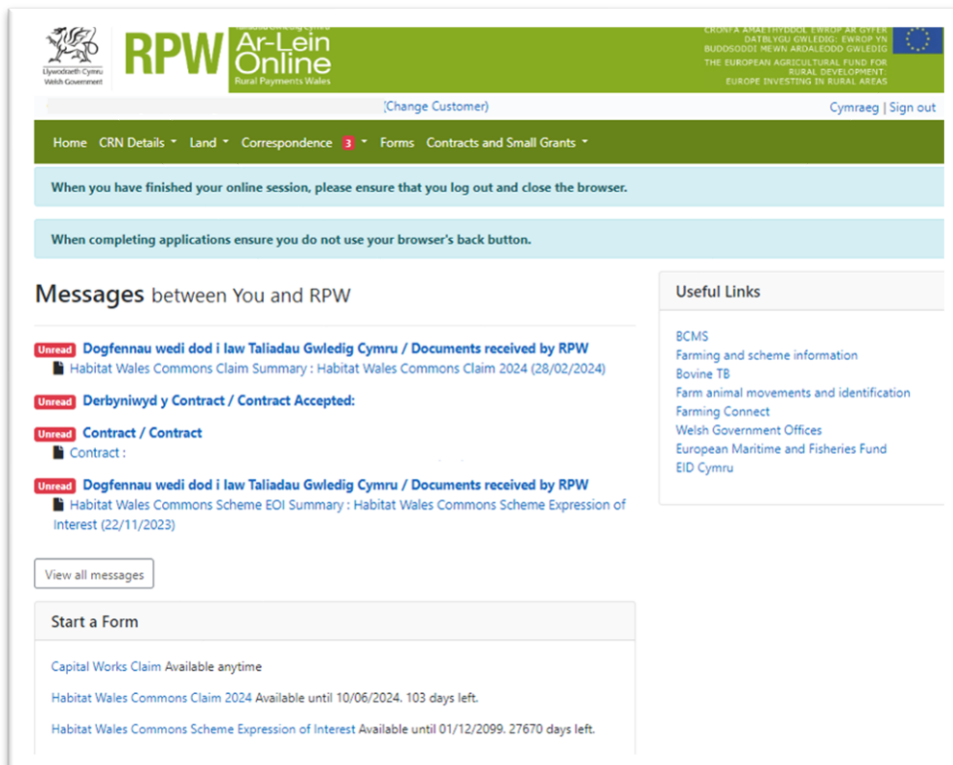 Llywodraeth Cymru
Welsh Government
RPW
Ar-Lein
Online
Rural Payments Wales
CRONFA AMAETHYDDOL EWROP AR GYFER
DATBLYGU GWLEDIG: EWROP YN
BUDDSODDI MEWN ARDALOEDD GWLEDIG
THE EUROPEAN AGRICULTURAL FUND FOR
RURAL DEVELOPMENT:
EUROPE INVESTING IN RURAL AREAS
(Change Customer)
Cymraeg | Sign out
Home CRN Details Land Correspondence 3 Forms Contracts and Small Grants
When you have finished your online session, please ensure that you log out and close the browser.
When completing applications ensure you do not use your browser's back button.
Messages between You and RPW
Unread Dogfennau wedi dod i law Taliadau Gwledig Cymru / Documents received by RPW
Habitat Wales Commons Claim Summary : Habitat Wales Commons Claim 2024 (28/02/2024)
Unread Derbyniwyd y Contract / Contract Accepted:
Unread Contract / Contract
Contract :
Unread Dogfennau wedi dod i law Taliadau Gwledig Cymru / Documents received by RPW
Habitat Wales Commons Scheme EOI Summary : Habitat Wales Commons Scheme Expression of
Interest (22/11/2023)
View all messages
Start a Form
Capital Works Claim Available anytime
Habitat Wales Commons Claim 2024 Available until 10/06/2024. 103 days left.
Habitat Wales Commons Scheme Expression of Interest Available until 01/12/2099. 27670 days left.
Useful Links
BCMS
Farming and scheme information
Bovine TB
Farm animal movements and identification
Farming Connect
Welsh Government Offices
European Maritime and Fisheries Fund
EID Cymru